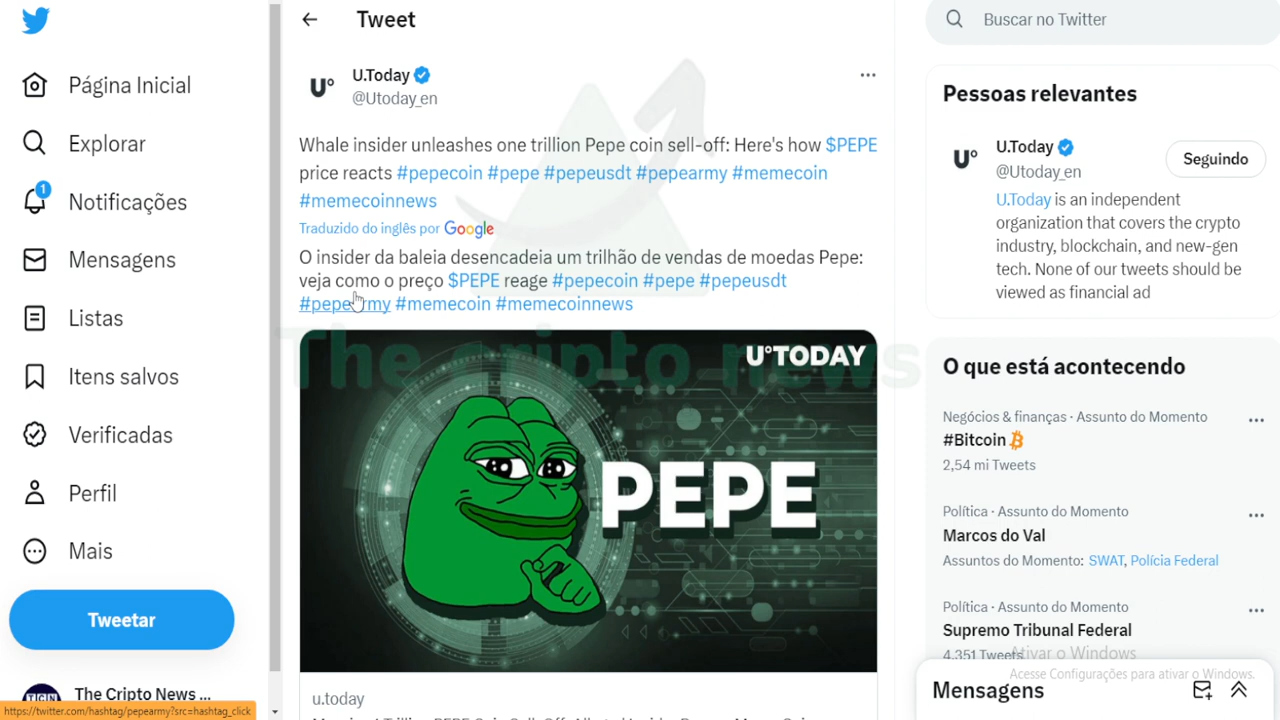 Página Inicial
Explorar
1
Notificações
Mensagens
Listas
Itens salvos
Verificadas
Perfil
Mais
Tweetar
The Cripto News ...
https://twitter.com/hashtag/pepearmy?src=hashtag_click
Tweet
U.Today
@Utoday_en
Whale insider unleashes one trillion Pepe coin sell-off: Here's how $PEPE
price reacts #pepecoin #pepe #pepeusdt #pepearmy #memecoin
#memecoinnews
Traduzido do inglês por Google
O insider da baleia desencadeia um trilhão de vendas de moedas Pepe:
veja como o preço $PEPE reage #pepecoin #pepe #pepeusdt
#pepearmy #memecoin #memecoinnews
The cripto news
U°TODAY
PEPE
u.today
Buscar no Twitter
Pessoas relevantes
U.Today
@Utoday_en
Seguindo
U.Today is an independent
organization that covers the crypto
industry, blockchain, and new-gen
tech. None of our tweets should be
viewed as financial ad
O que está acontecendo
Negócios & finanças · Assunto do Momento
#Bitcoin
2,54 mi Tweets
Política · Assunto do Momento
Marcos do Val
Assuntos do Momento: SWAT, Polícia Federal
Política · Assunto do Momento
Supremo Tribunal Federal
4.351 Tweets
Ativar o Windows
Acesse Configurações para ativar o Windows.
Mensagens